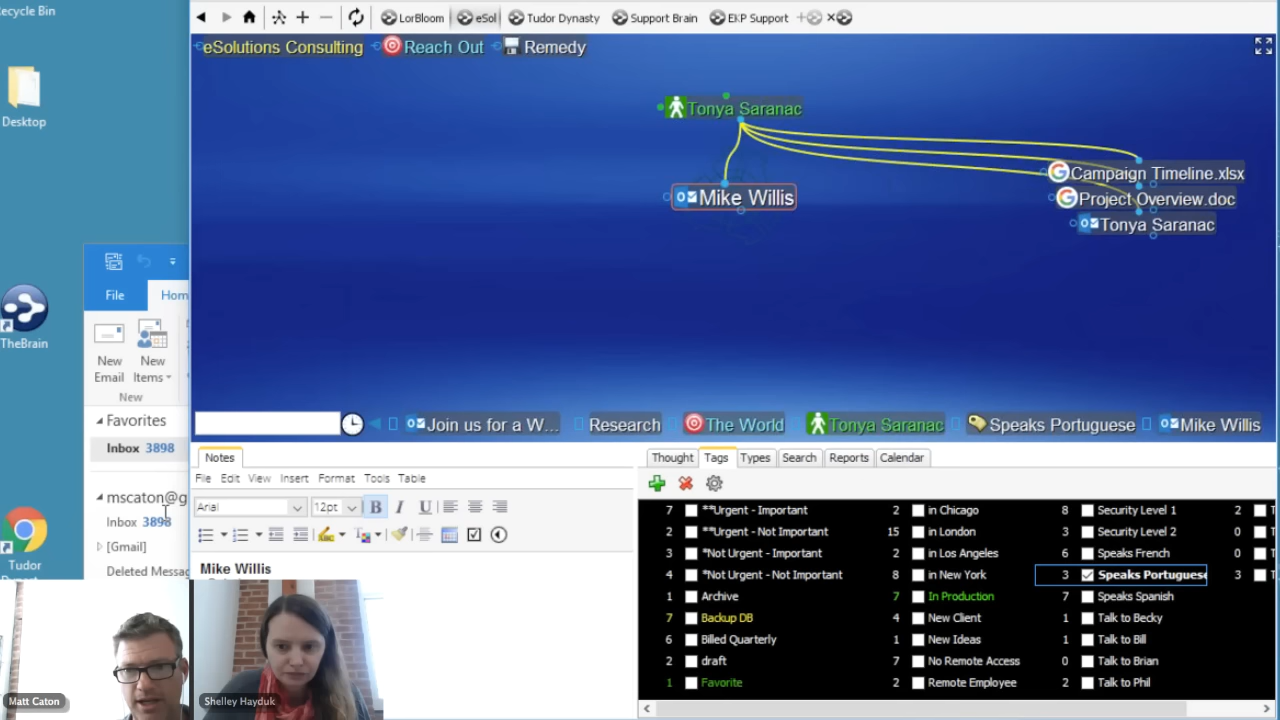 ecycle Bin
Desktop
TheBrain
Tudor
LorBloom
eSol
Tudor Dynasty
Support Brain
EKP Support
eSolutions Consulting
Reach Out
Remedy
Tonya Saranac
Mike Willis
Campaign Timeline.xlsx
Project Overview.doc
Tonya Saranac
Join us for a W...
Research
The World
Tonya Saranac
Speaks Portuguese
Mike Willis
File
Hom
New Email
New Items
New
Favorites
Inbox 3898
mscaton@g
Inbox 3898
[Gmail]
Deleted Messa
Notes
File Edit View Insert Format Tools Table
Arial 12pt B I U
Mike Willis
Thought Tags Types Search Reports Calendar
7 **Urgent - Important
2 **Urgent - Not Important
3 *Not Urgent - Important
4 *Not Urgent - Not Important
1 Archive
7 Backup DB
6 Billed Quarterly
2 draft
1 Favorite
2 in Chicago
15 in London
2 in Los Angeles
8 in New York
7 In Production
4 New Client
1 New Ideas
7 No Remote Access
2 Remote Employee
8 Security Level 1
3 Security Level 2
6 Speaks French
3 Speaks Portuguese
7 Speaks Spanish
1 Talk to Becky
1 Talk to Bill
0 Talk to Brian
2 Talk to Phil
2
0
0
3
Matt Caton
Shelley Hayduk